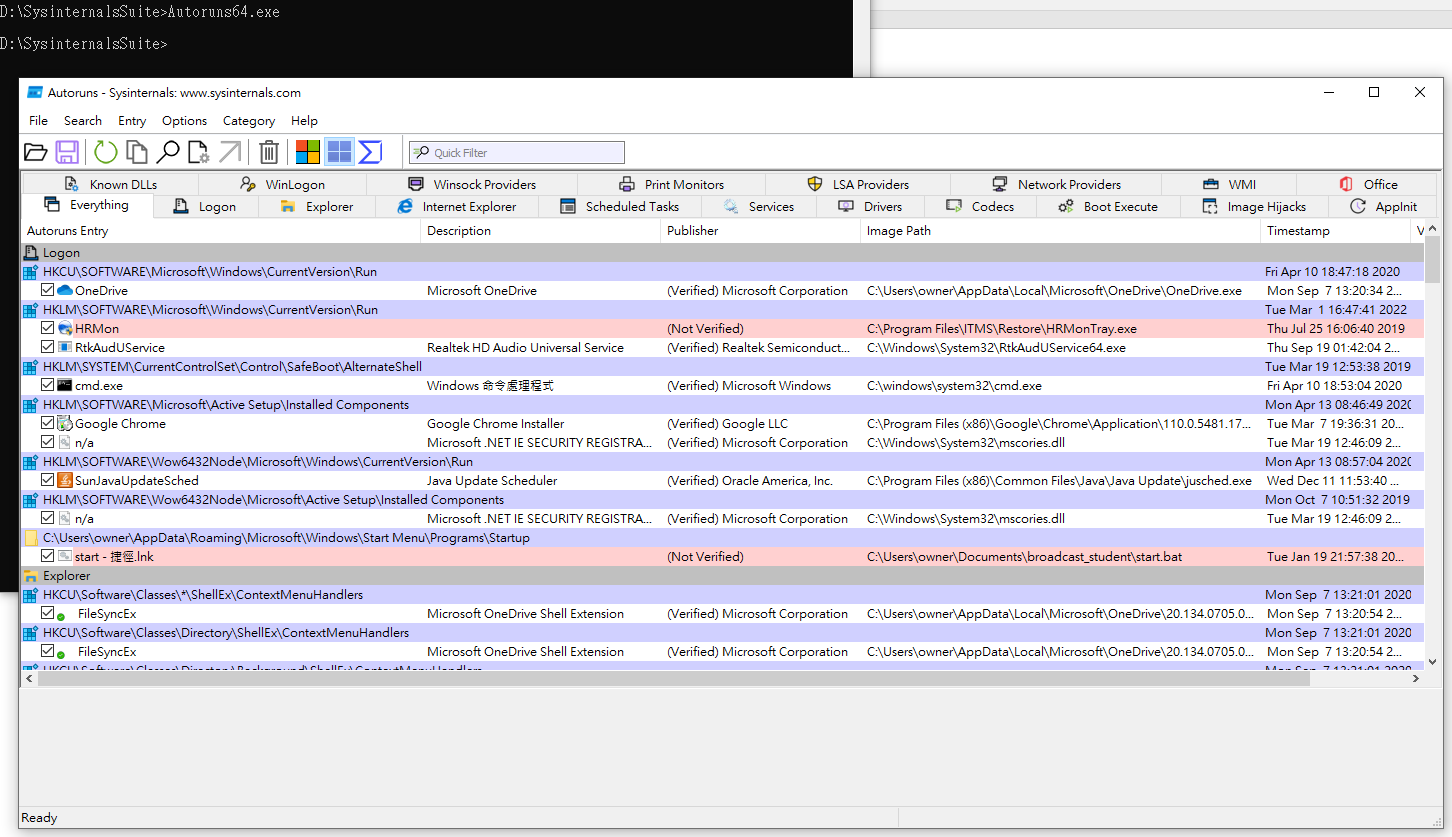 D:\SysinternalsSuite>Autoruns64.exe
D:\SysinternalsSuite>
Autoruns - Sysinternals: www.sysinternals.com
File Search Entry Options Category Help
Quick Filter
Known DLLs WinLogon Winsock Providers Print Monitors LSA Providers Network Providers WMI Office
Everything Logon Explorer Internet Explorer Scheduled Tasks Services Drivers Codecs Boot Execute Image Hijacks AppInit
Autoruns Entry Description Publisher Image Path Timestamp V
Logon
HKCU\SOFTWARE\Microsoft\Windows\CurrentVersion\Run Fri Apr 10 18:47:18 2020
OneDrive Microsoft OneDrive (Verified) Microsoft Corporation C:\Users\owner\AppData\Local\Microsoft\OneDrive\OneDrive.exe Mon Sep 7 13:20:34 2...
HKLM\SOFTWARE\Microsoft\Windows\CurrentVersion\Run Tue Mar 1 16:47:41 2022
HRMon (Not Verified) C:\Program Files\ITMS\Restore\HRMonTray.exe Thu Jul 25 16:06:40 2019
RtkAudUService Realtek HD Audio Universal Service (Verified) Realtek Semiconduct... C:\Windows\System32\RtkAudUService64.exe Thu Sep 19 01:42:04 2...
HKLM\SYSTEM\CurrentControlSet\Control\SafeBoot\AlternateShell Tue Mar 19 12:53:38 2019
cmd.exe Windows 命令處理程式 (Verified) Microsoft Windows C:\windows\system32\cmd.exe Fri Apr 10 18:53:04 2020
HKLM\SOFTWARE\Microsoft\Active Setup\Installed Components Mon Apr 13 08:46:49 2020
Google Chrome Google Chrome Installer (Verified) Google LLC C:\Program Files (x86)\Google\Chrome\Application\110.0.5481.17... Tue Mar 7 19:36:31 20...
n/a Microsoft .NET IE SECURITY REGISTRA... (Verified) Microsoft Corporation C:\Windows\System32\mscories.dll Tue Mar 19 12:46:09 2...
HKLM\SOFTWARE\Wow6432Node\Microsoft\Windows\CurrentVersion\Run Mon Apr 13 08:57:04 2020
SunJavaUpdateSched Java Update Scheduler (Verified) Oracle America, Inc. C:\Program Files (x86)\Common Files\Java\Java Update\jusched.exe Wed Dec 11 11:53:40 ...
HKLM\SOFTWARE\Wow6432Node\Microsoft\Active Setup\Installed Components Mon Oct 7 10:51:32 2019
n/a Microsoft .NET IE SECURITY REGISTRA... (Verified) Microsoft Corporation C:\Windows\System32\mscories.dll Tue Mar 19 12:46:09 2...
C:\Users\owner\AppData\Roaming\Microsoft\Windows\Start Menu\Programs\Startup
start - 捷徑.lnk (Not Verified) C:\Users\owner\Documents\broadcast_student\start.bat Tue Jan 19 21:57:38 20...
Explorer
HKCU\Software\Classes\*\ShellEx\ContextMenuHandlers Mon Sep 7 13:21:01 2020
FileSyncEx Microsoft OneDrive Shell Extension (Verified) Microsoft Corporation C:\Users\owner\AppData\Local\Microsoft\OneDrive\20.134.0705.0... Mon Sep 7 13:20:54 2...
HKCU\Software\Classes\Directory\ShellEx\ContextMenuHandlers Mon Sep 7 13:21:01 2020
FileSyncEx Microsoft OneDrive Shell Extension (Verified) Microsoft Corporation C:\Users\owner\AppData\Local\Microsoft\OneDrive\20.134.0705.0... Mon Sep 7 13:20:54 2...
HKCU\Software\Classes\Directory\Background\ShellEx\ContextMenuHandlers Mon Sep 7 13:21:01 2020
Ready